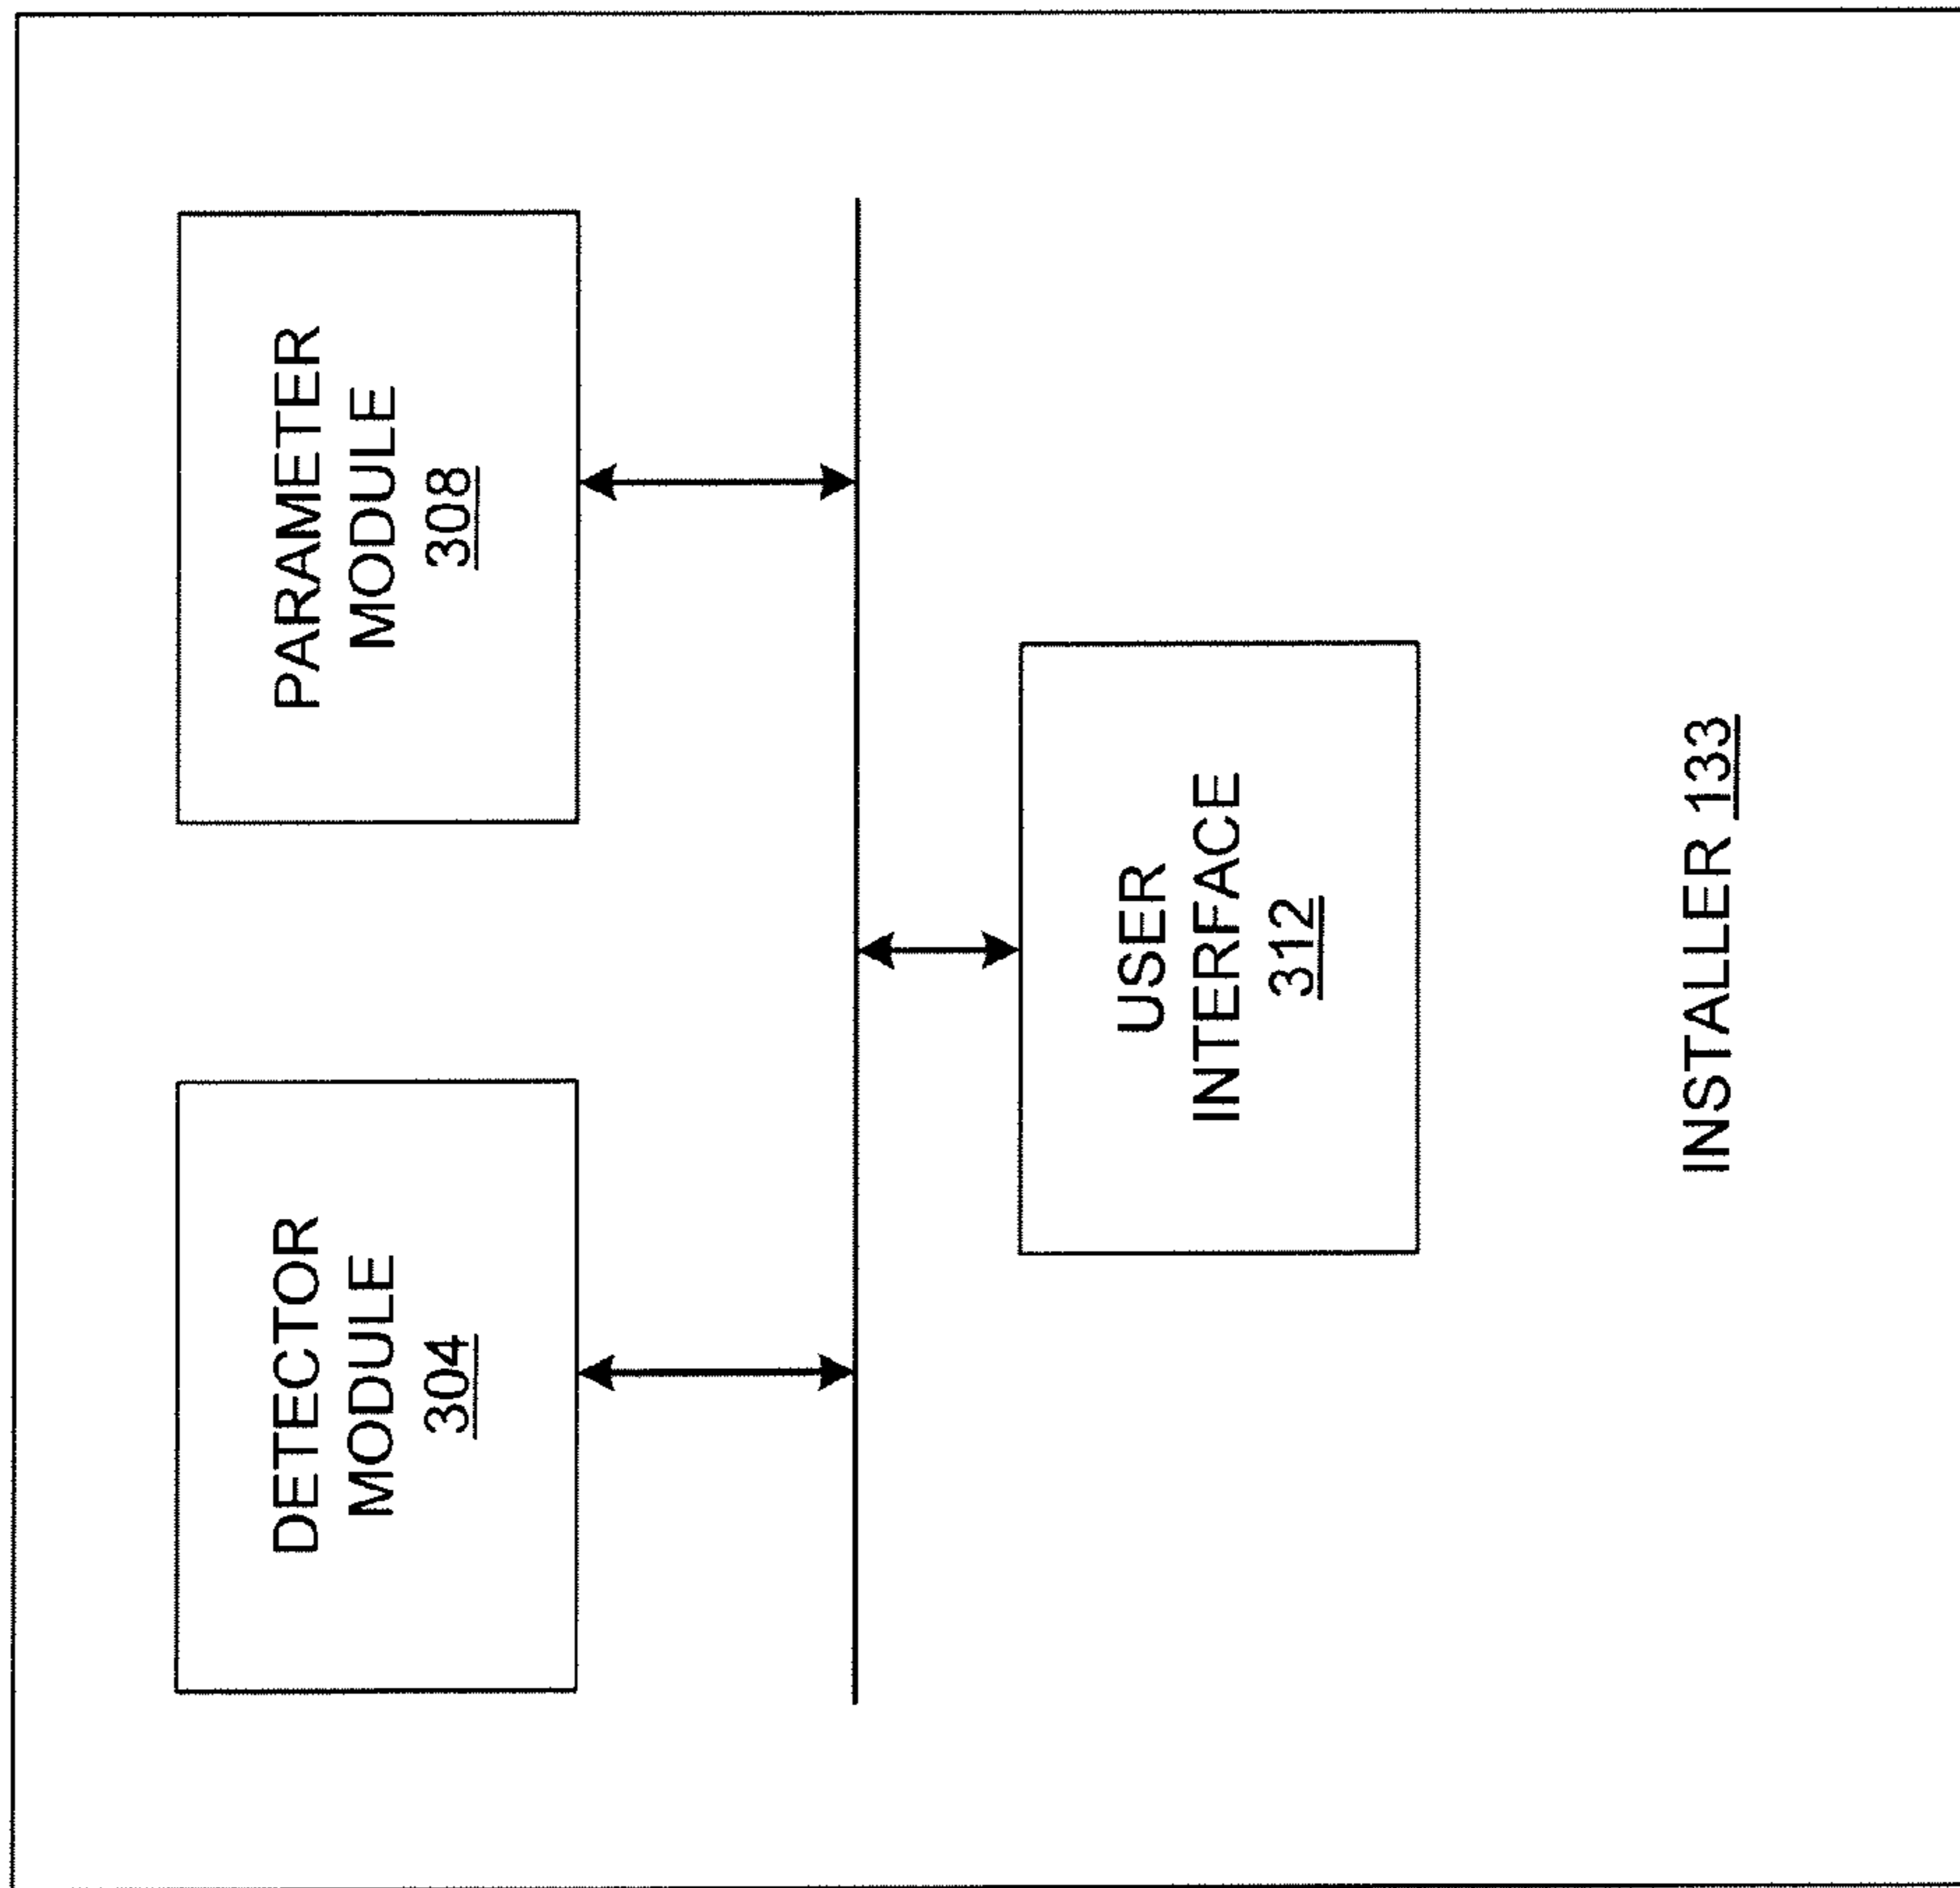 DETECTOR
MODULE
304
PARAMETER
MODULE
308
USER
INTERFACE
312
INSTALLER 133